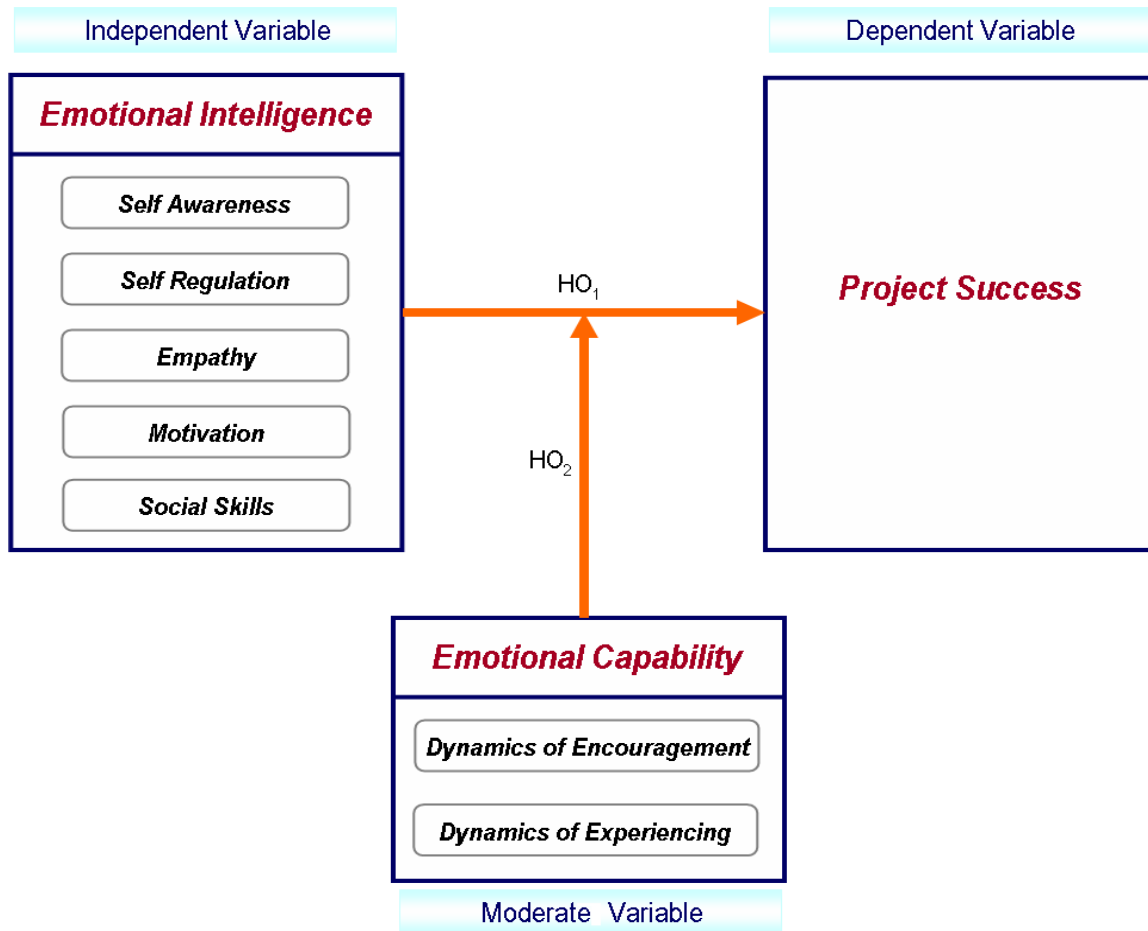 Independent Variable
Dependent Variable
Emotional Intelligence
Self Awareness
Self Regulation
Empathy
Motivation
Social Skills
HO₁
HO₂
Project Success
Emotional Capability
Dynamics of Encouragement
Dynamics of Experiencing
Moderate Variable